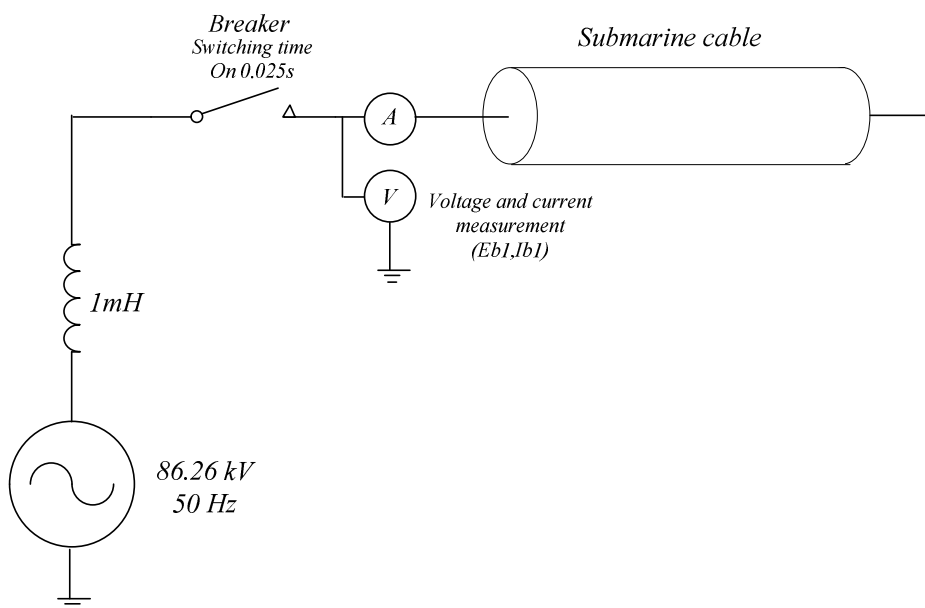 Breaker
Switching time
On 0.025s
Submarine cable
A
V
Voltage and current
measurement
(Eb1,Ib1)
1mH
86.26 kV
50 Hz